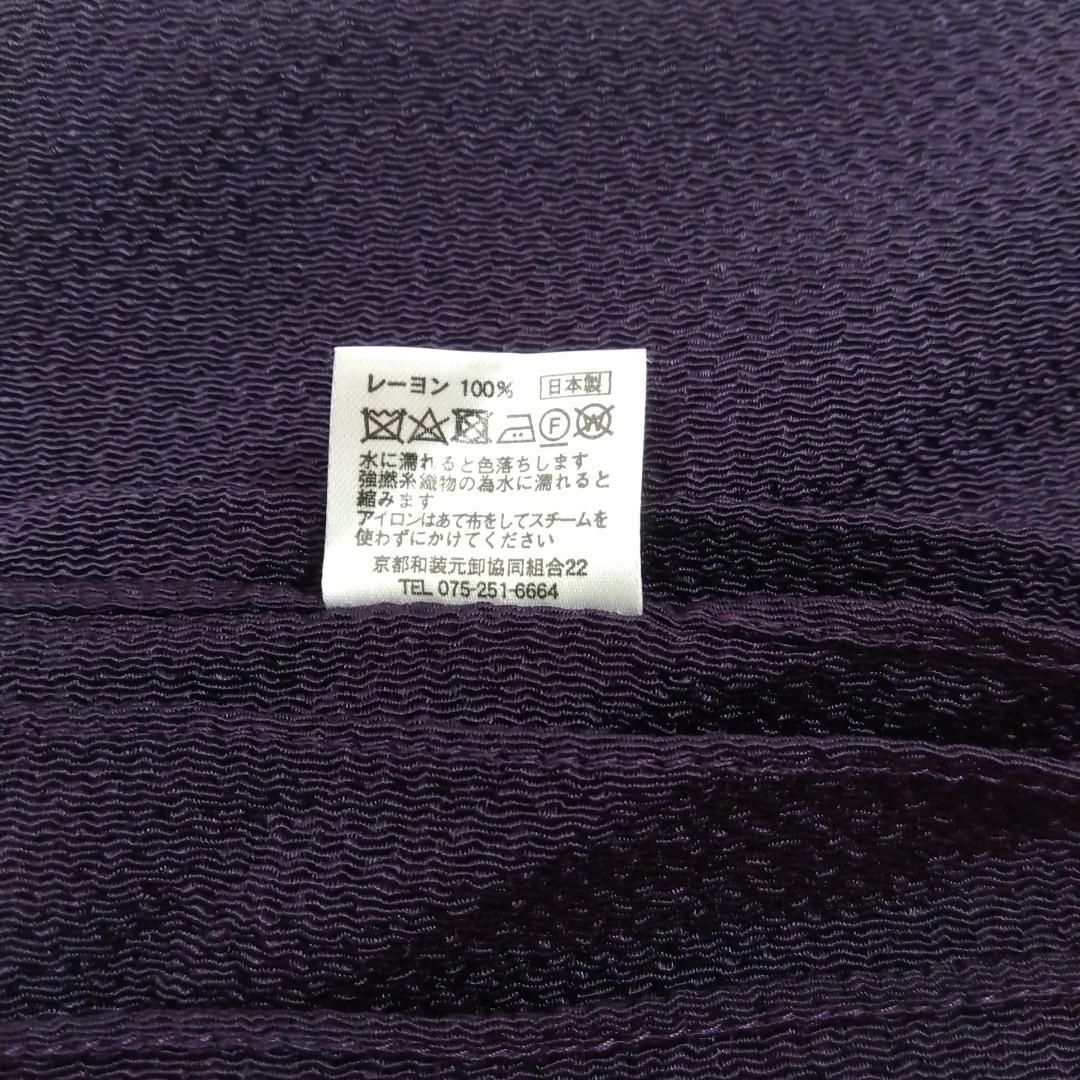 レーヨン 100% 日本製
F W
水に濡れると色落ちします
強撚糸織物の為水に濡れると
縮みます
アイロンはあて布をしてスチームを
使わずにかけてください
京都和装元卸協同組合22
TEL 075-251-6664